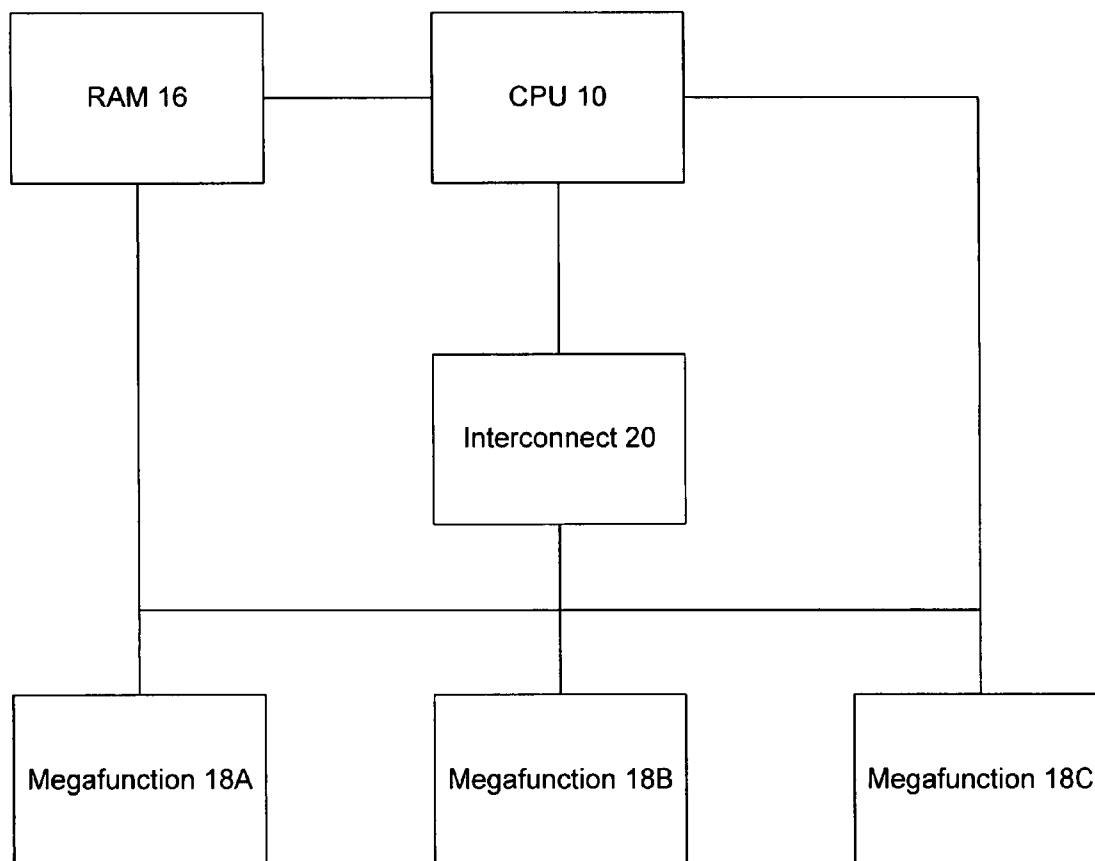 RAM 16
CPU 10
Interconnect 20
Megafunction 18A
Megafunction 18B
Megafunction 18C